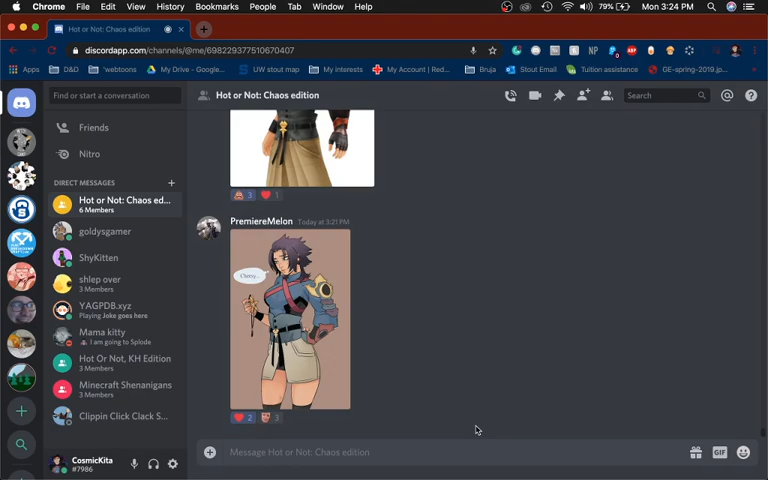 Chrome File Edit View History Bookmarks People Tab Window Help 79% Mon 3:24 PM
Hot or Not: Chaos edition
discordapp.com/channels/@me/698229377510670407
Apps D&D *webtoons My Drive - Google... UW stout map My interests My Account | Red... Bruja Stout Email Tuition assistance GE-spring-2019.jp...
Find or start a conversation
Hot or Not: Chaos edition
Search
Friends
Nitro
DIRECT MESSAGES
Hot or Not: Chaos ed...
6 Members
goldysgamer
ShyKitten
shlep over
3 Members
YAGPDB.xyz
Playing Joke goes here
Mama kitty
I am going to Splode
Hot Or Not, KH Edition
3 Members
Minecraft Shenanigans
3 Members
Clippin Click Clack S...
CosmicKita
#7986
3 1
PremiereMelon Today at 3:21 PM
2 3
Message Hot or Not: Chaos edition
GIF